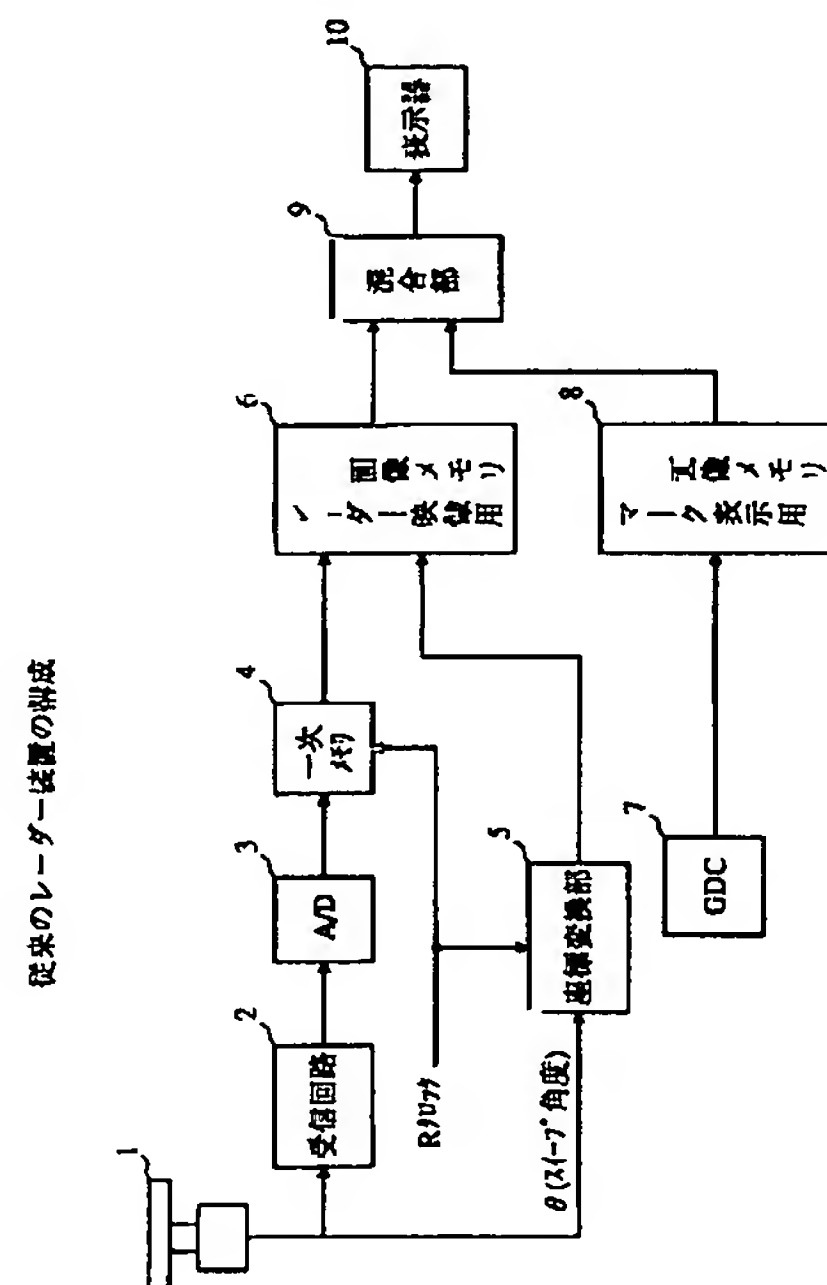 従来のレーダー装置の構成
1
2
受信回路
3
A/D
4
一次
メモリ
Rクロック
θ(スイープ角度)
5
座標変換部
6
画像メモリ
レーダー映像用
7
GDC
8
画像メモリ
マーク表示用
9
混合部
10
表示器